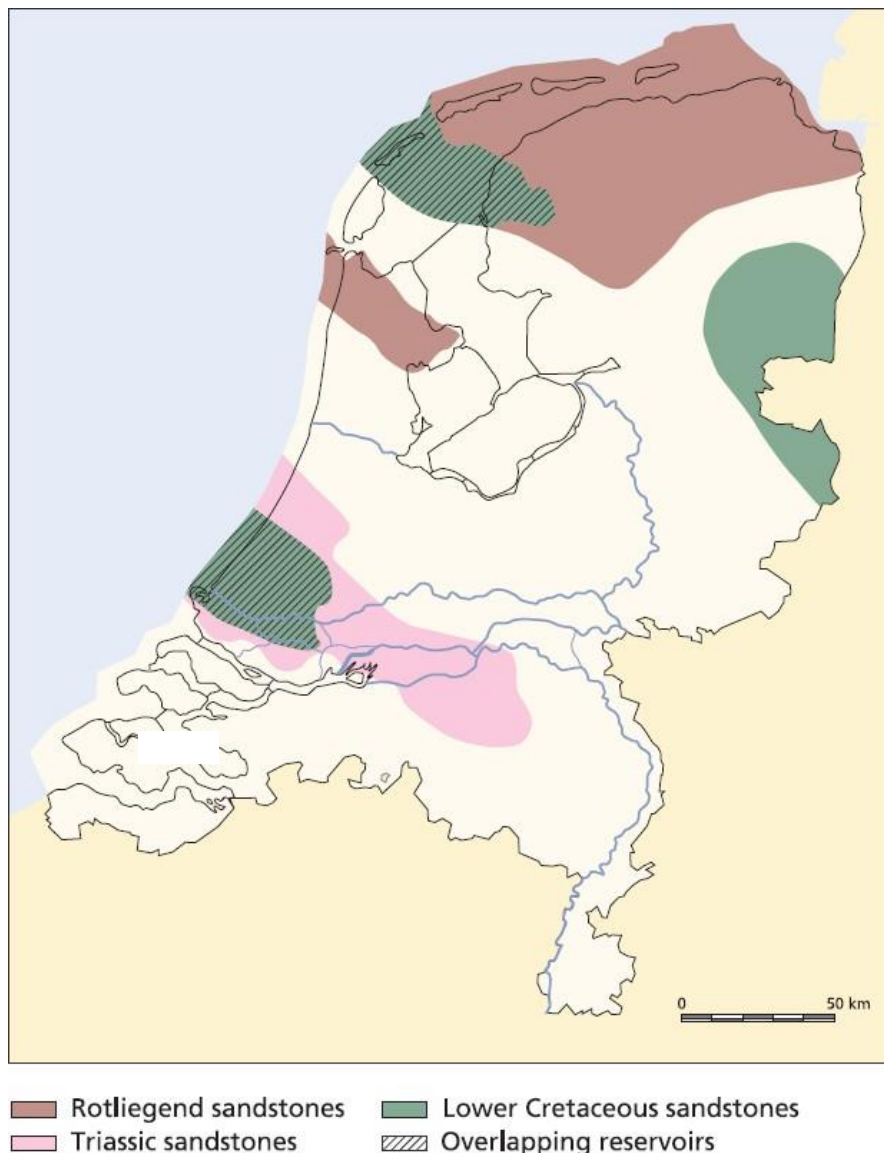 0 50 km
Rotliegend sandstones Lower Cretaceous sandstones
Triassic sandstones Overlapping reservoirs